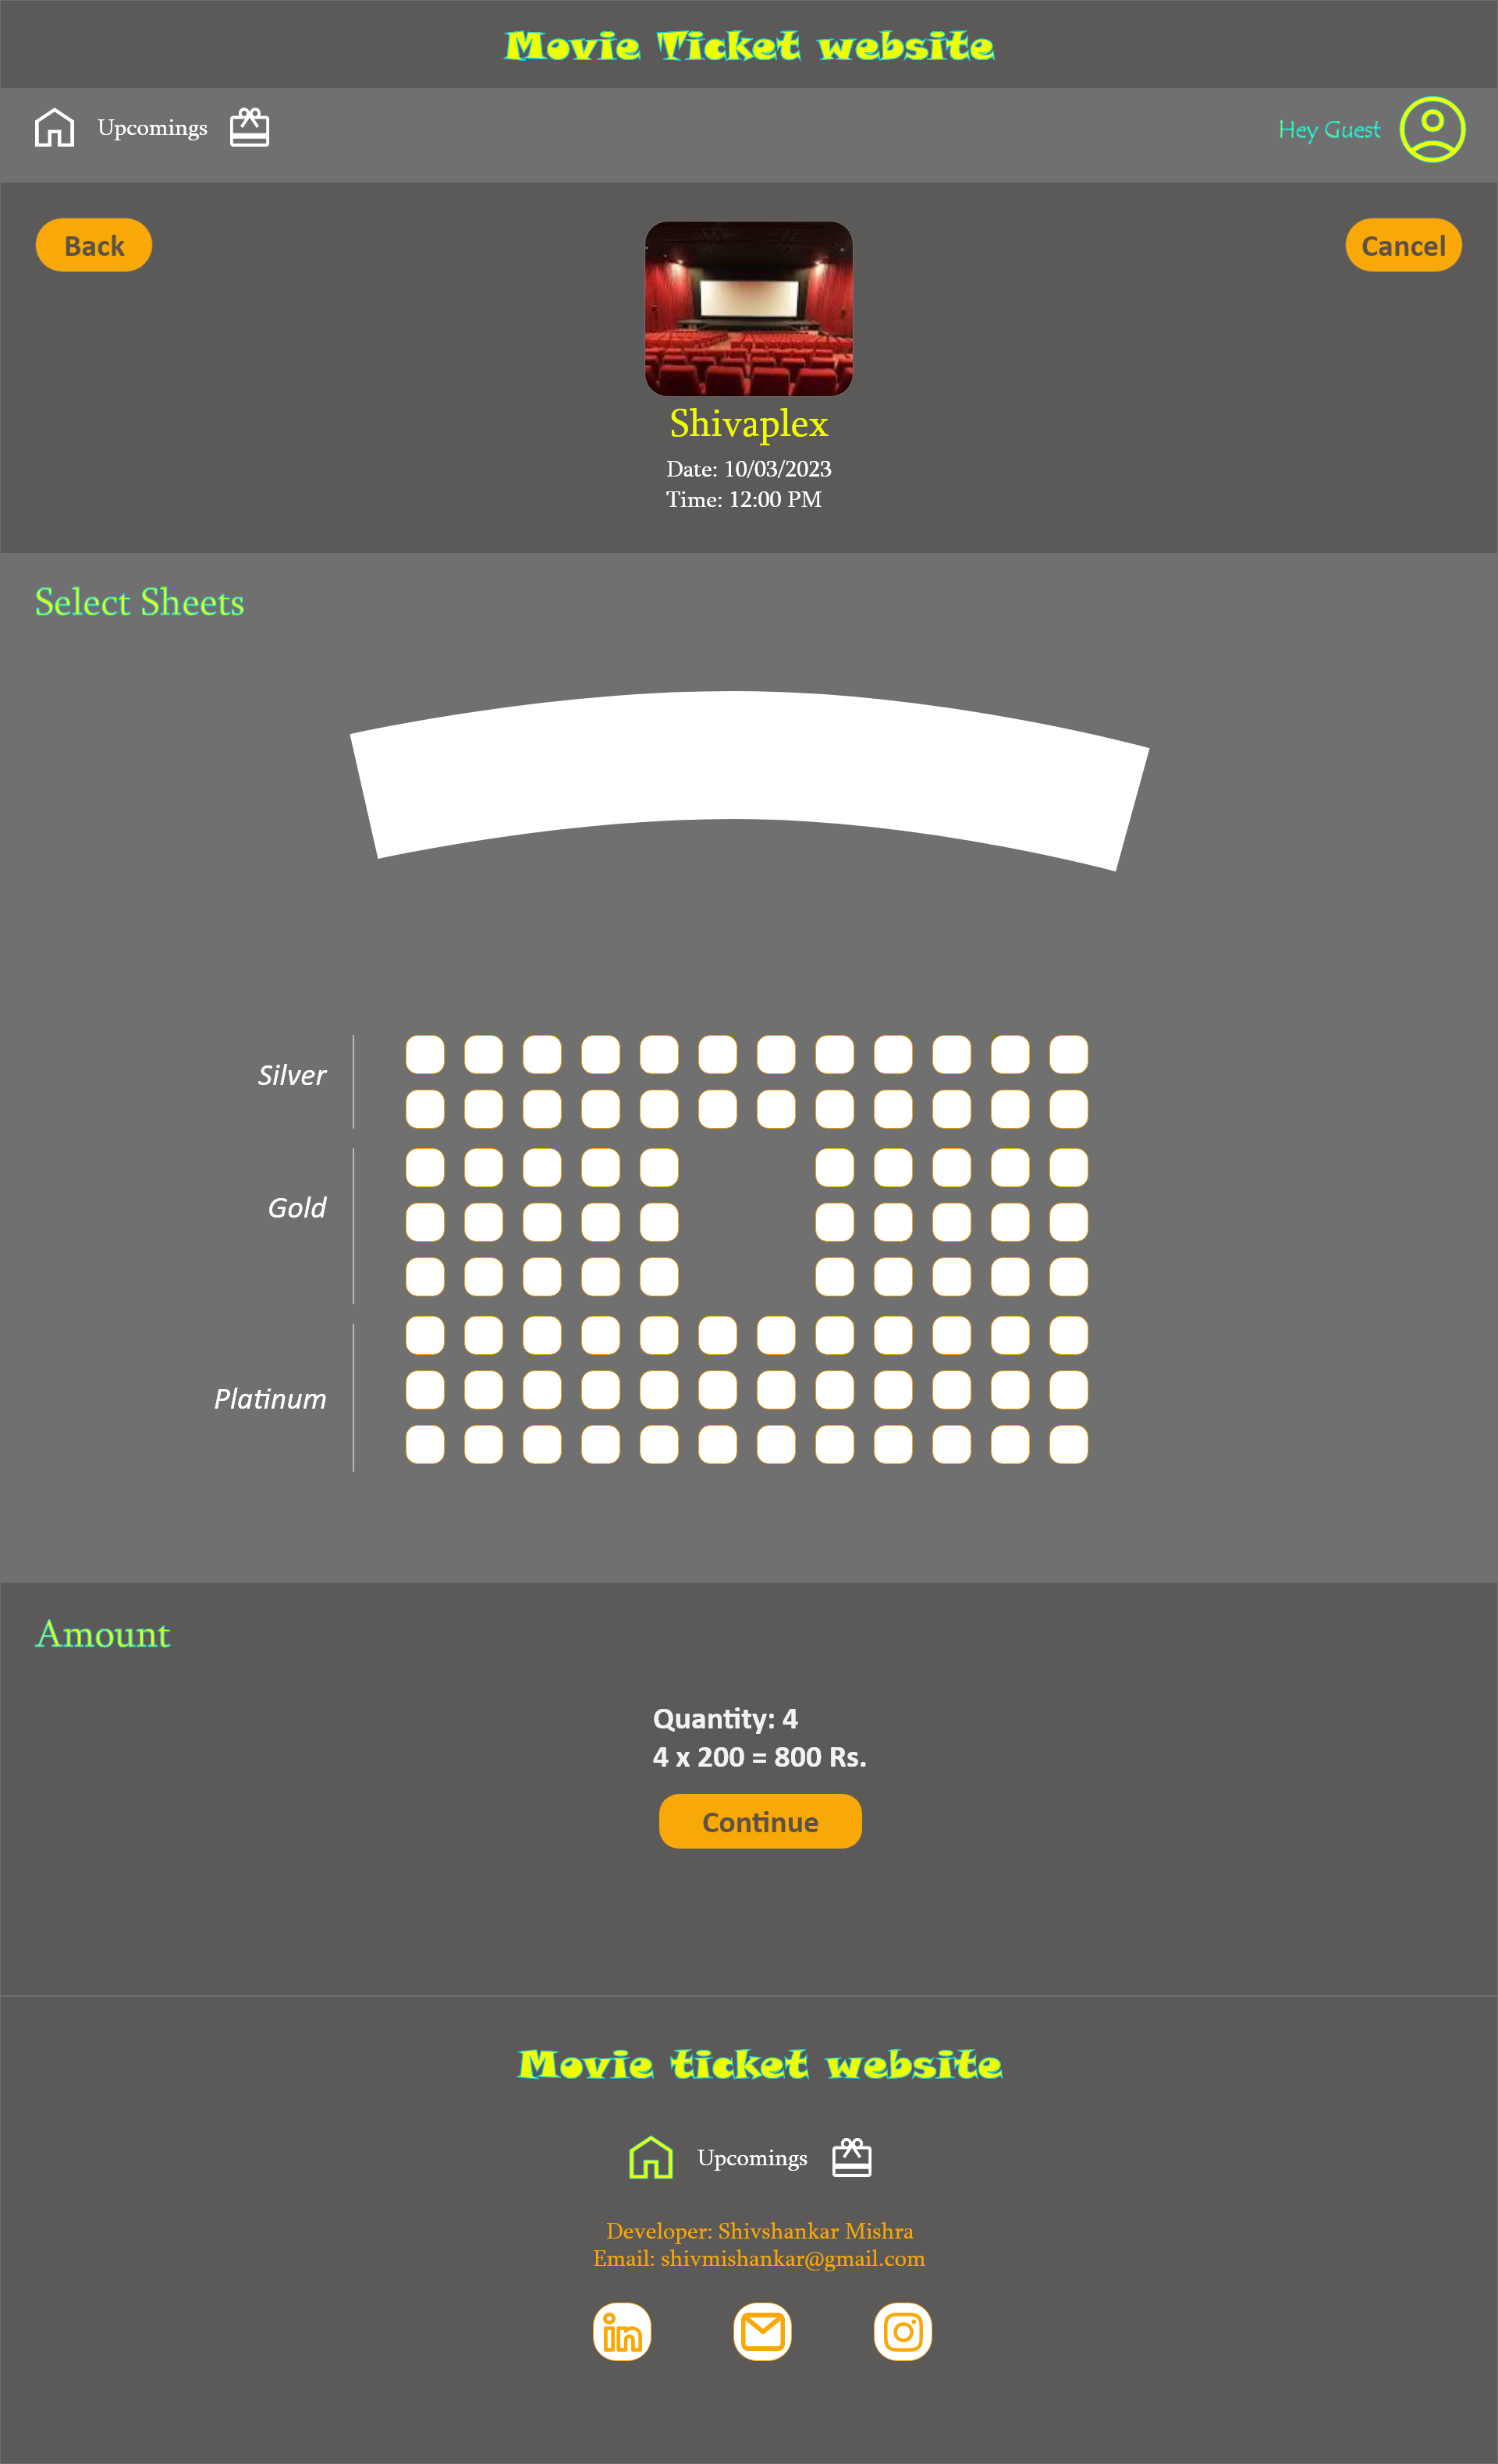 Movie Ticket website
Upcomings
Hey Guest
Back
Cancel
Shivaplex
Date: 10/03/2023
Time: 12:00 PM
Select Sheets
Silver
Gold
Platinum
Amount
Quantity: 4
4 x 200 = 800 Rs.
Continue
Movie ticket website
Upcomings
Developer: Shivshankar Mishra
Email: shivmishankar@gmail.com
in